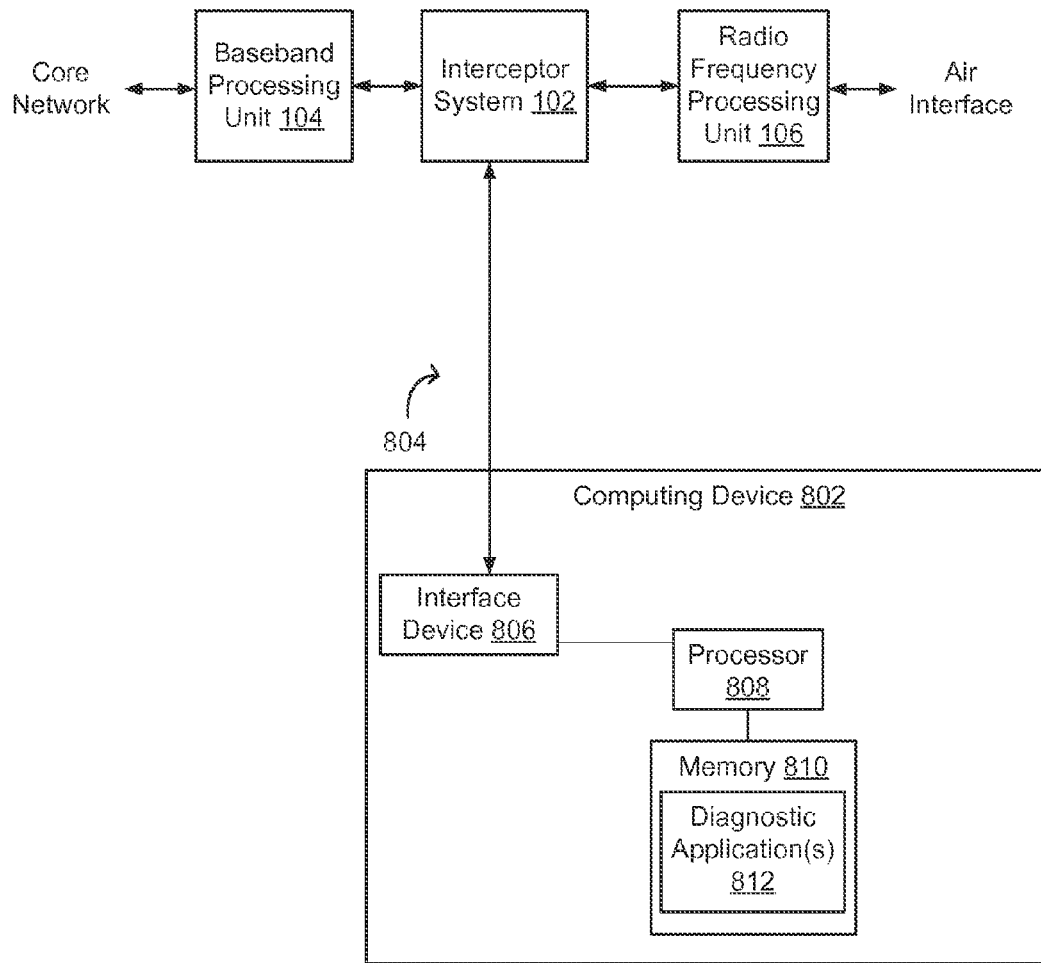 Core
Network
Baseband
Processing
Unit 104
Interceptor
System 102
Radio
Frequency
Processing
Unit 106
Air
Interface
804
Computing Device 802
Interface
Device 806
Processor
808
Memory 810
Diagnostic
Application(s)
812